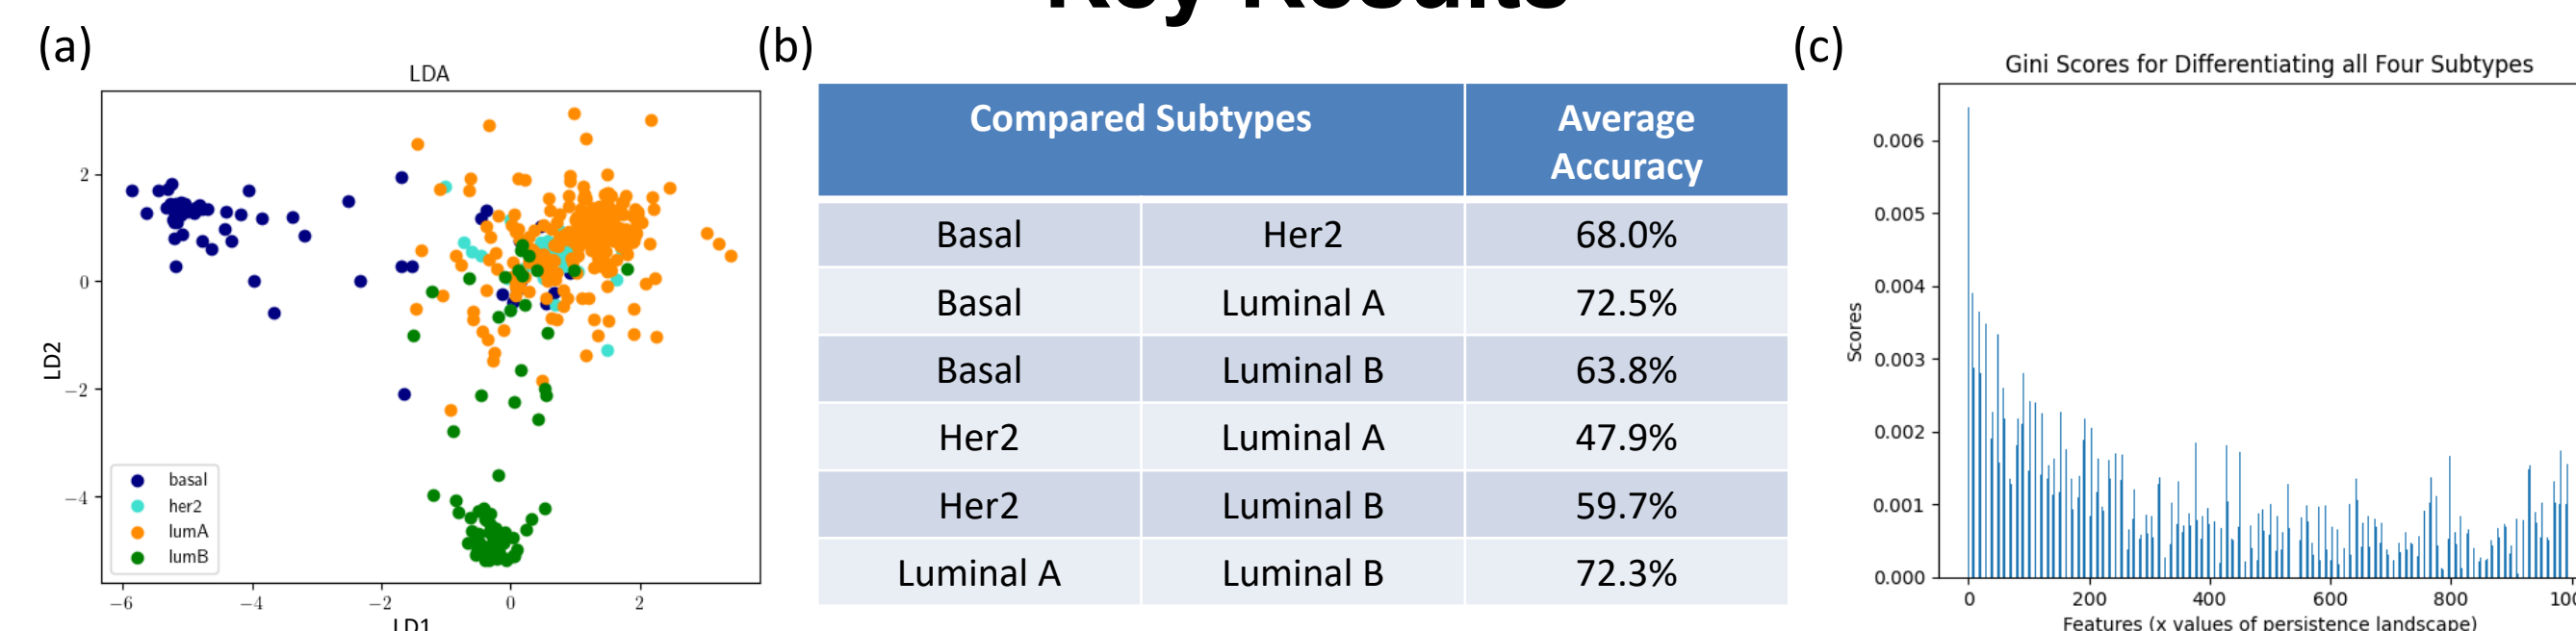 Key Results
(a)
LDA
2
0
−2
−4
LD2
basal
her2
lumA
lumB
−6
−4
−2
0
2
LD1
(b)
Compared Subtypes
Average
Accuracy
Basal Her2 68.0%
Basal Luminal A 72.5%
Basal Luminal B 63.8%
Her2 Luminal A 47.9%
Her2 Luminal B 59.7%
Luminal A Luminal B 72.3%
(c)
Gini Scores for Differentiating all Four Subtypes
0.006
0.005
0.004
0.003
0.002
0.001
0.000
Scores
0
200
400
600
800
Features (x values of persistence landscape)